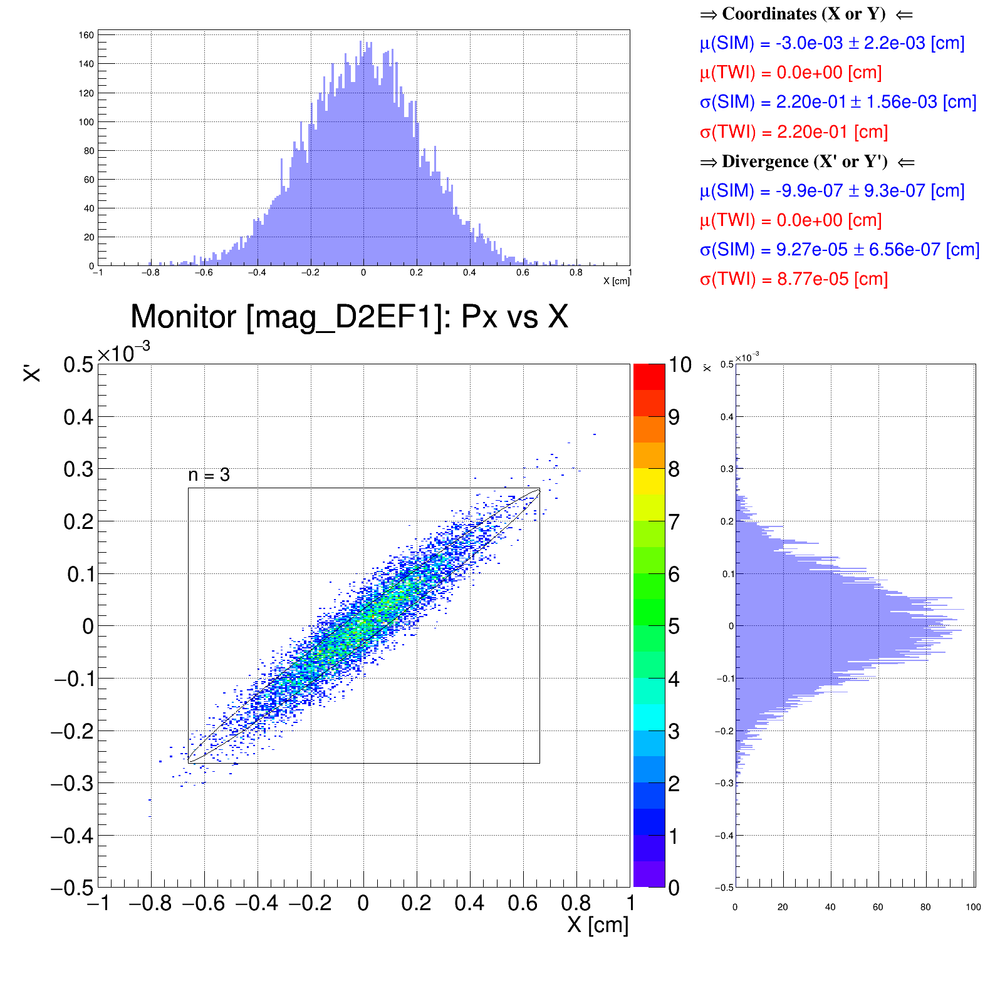 160
140
120
100
80
60
40
20
0
−1 −0.8 −0.6 −0.4 −0.2 0 0.2 0.4 0.6 0.8 1
X [cm]
⇒ Coordinates (X or Y) ⇐
μ(SIM) = -3.0e-03 ± 2.2e-03 [cm]
μ(TWI) = 0.0e+00 [cm]
σ(SIM) = 2.20e-01 ± 1.56e-03 [cm]
σ(TWI) = 2.20e-01 [cm]
⇒ Divergence (X' or Y') ⇐
μ(SIM) = -9.9e-07 ± 9.3e-07 [cm]
μ(TWI) = 0.0e+00 [cm]
σ(SIM) = 9.27e-05 ± 6.56e-07 [cm]
σ(TWI) = 8.77e-05 [cm]
Monitor [mag_D2EF1]: Px vs X
×10⁻³
X'
0.5
0.4
0.3
0.2
0.1
0
−0.1
−0.2
−0.3
−0.4
−0.5
n = 3
−1 −0.8 −0.6 −0.4 −0.2 0 0.2 0.4 0.6 0.8 1
X [cm]
10
9
8
7
6
5
4
3
2
1
0
×10⁻³
X'
0.5
0.4
0.3
0.2
0.1
0
−0.1
−0.2
−0.3
−0.4
−0.5
0 20 40 60 80 100